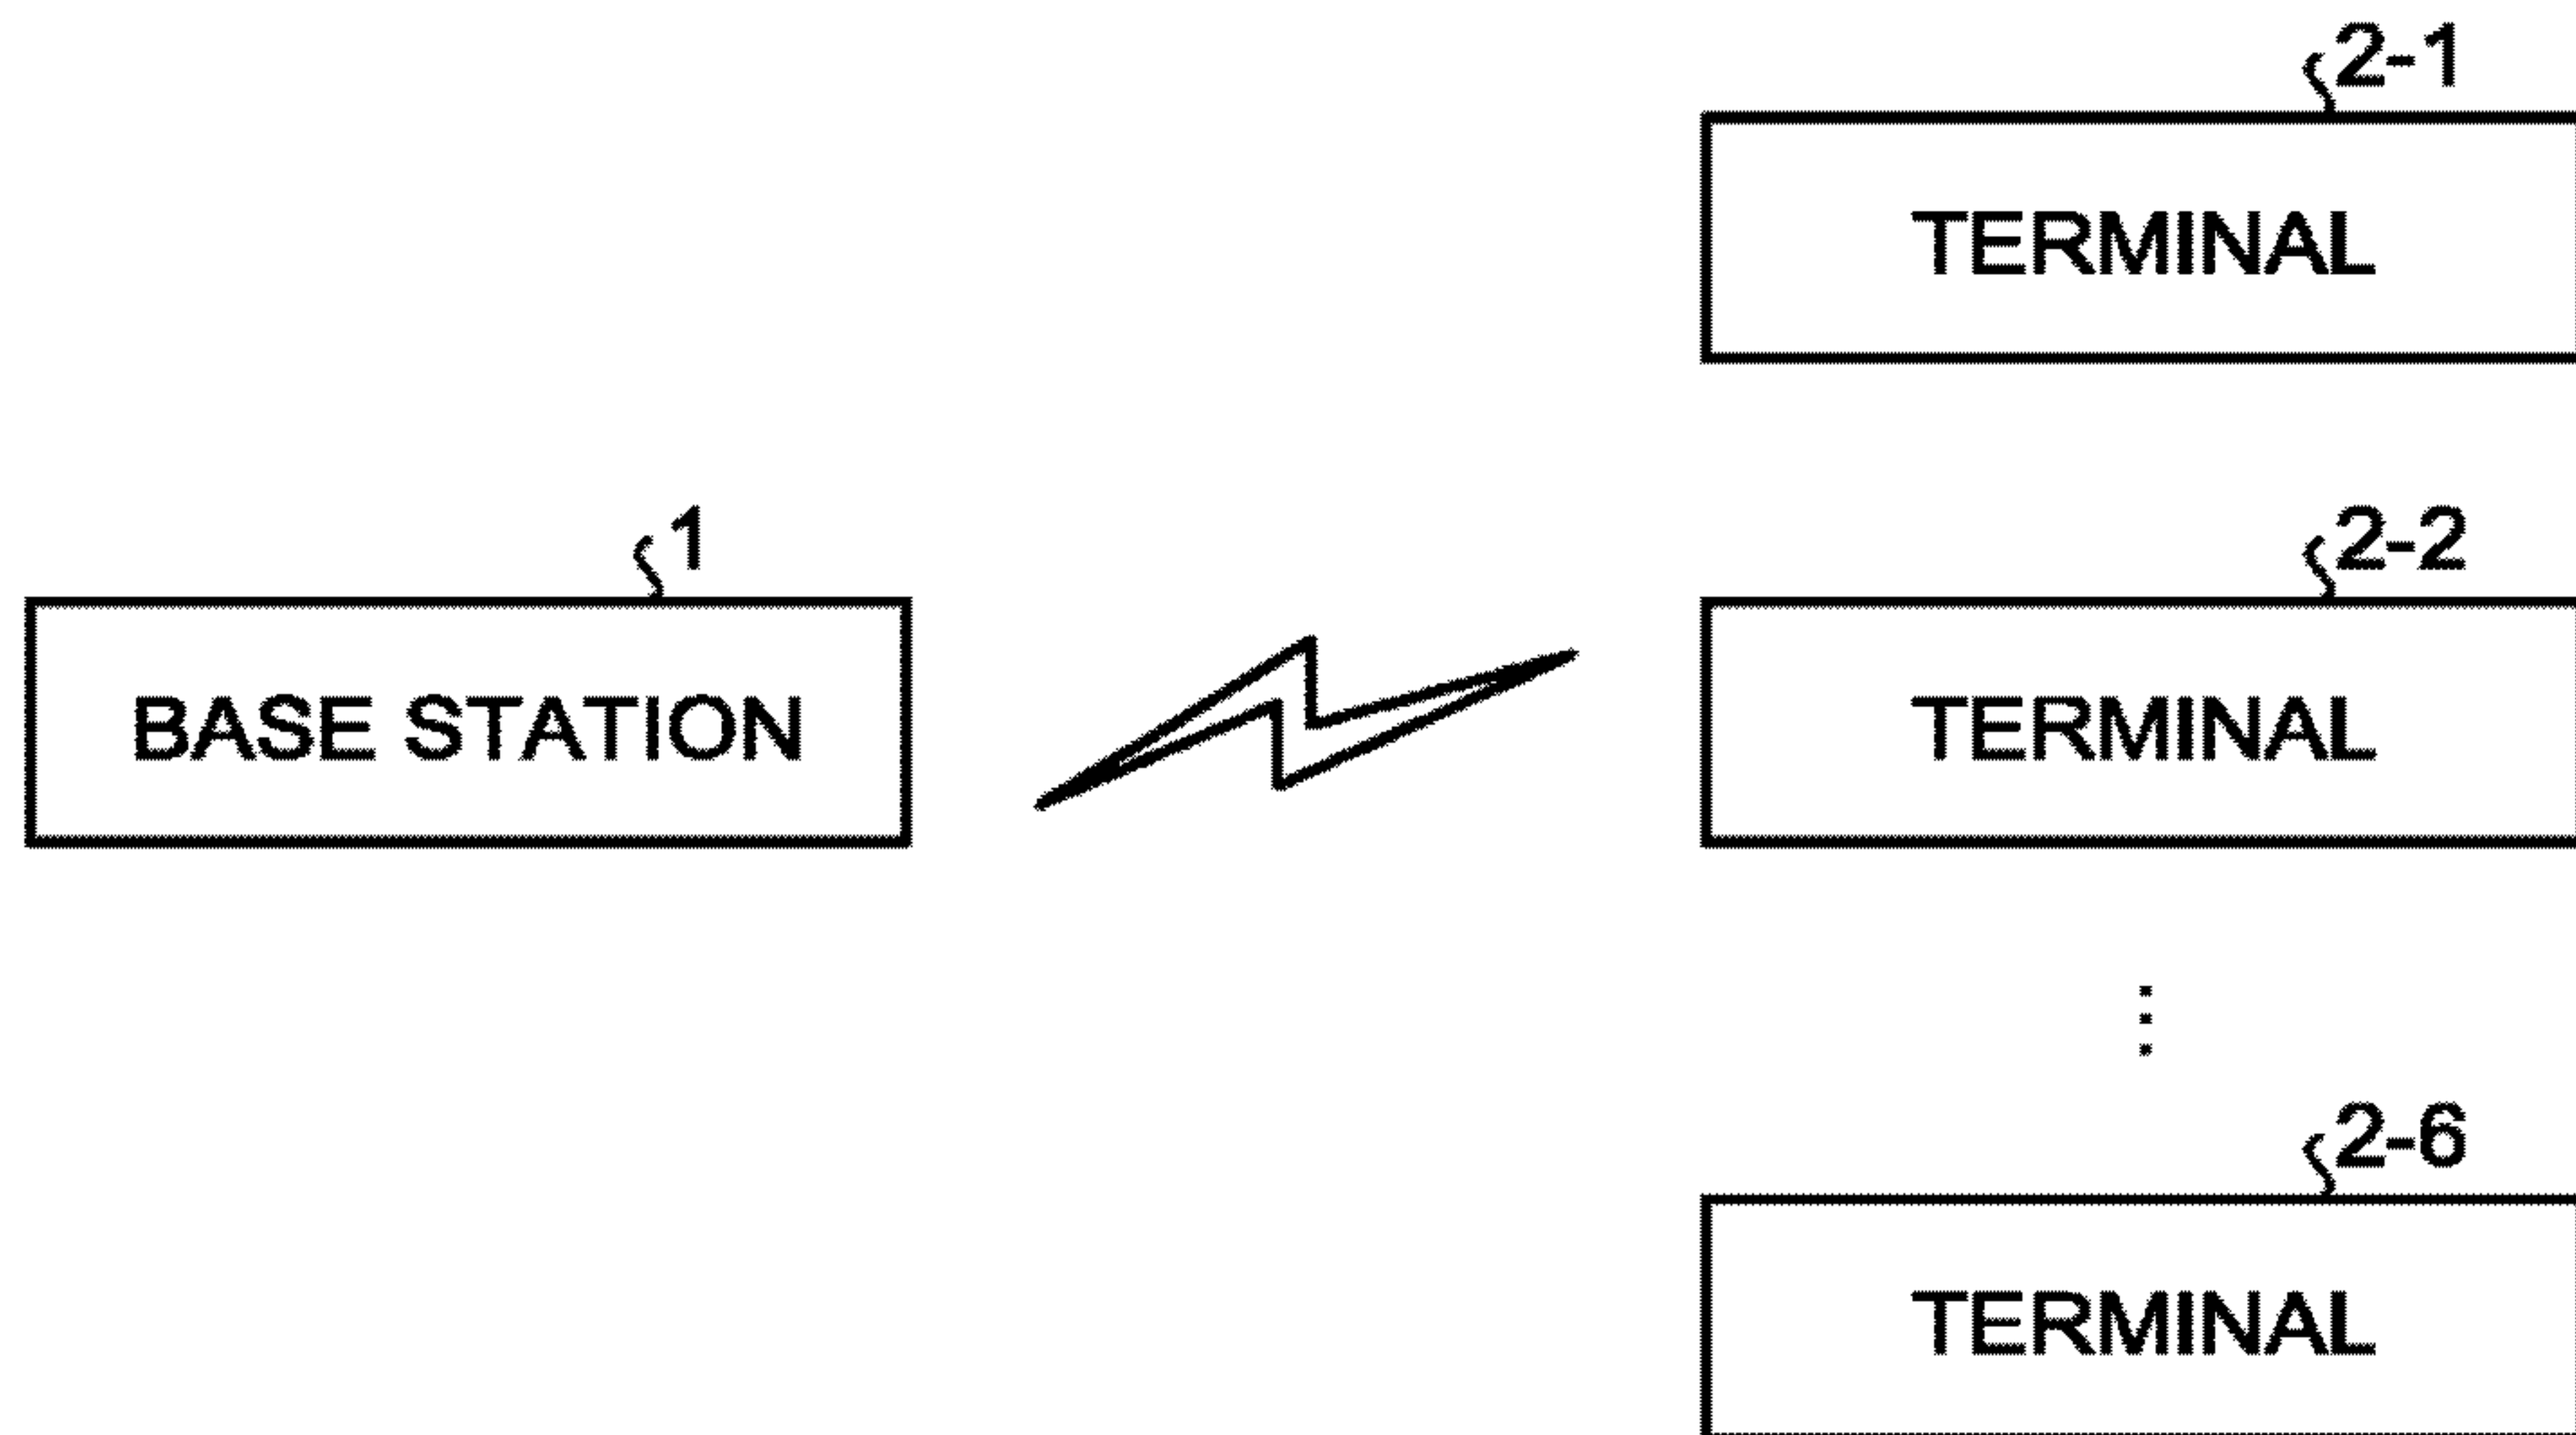 2-1
TERMINAL
1
BASE STATION
2-2
TERMINAL
2-6
TERMINAL